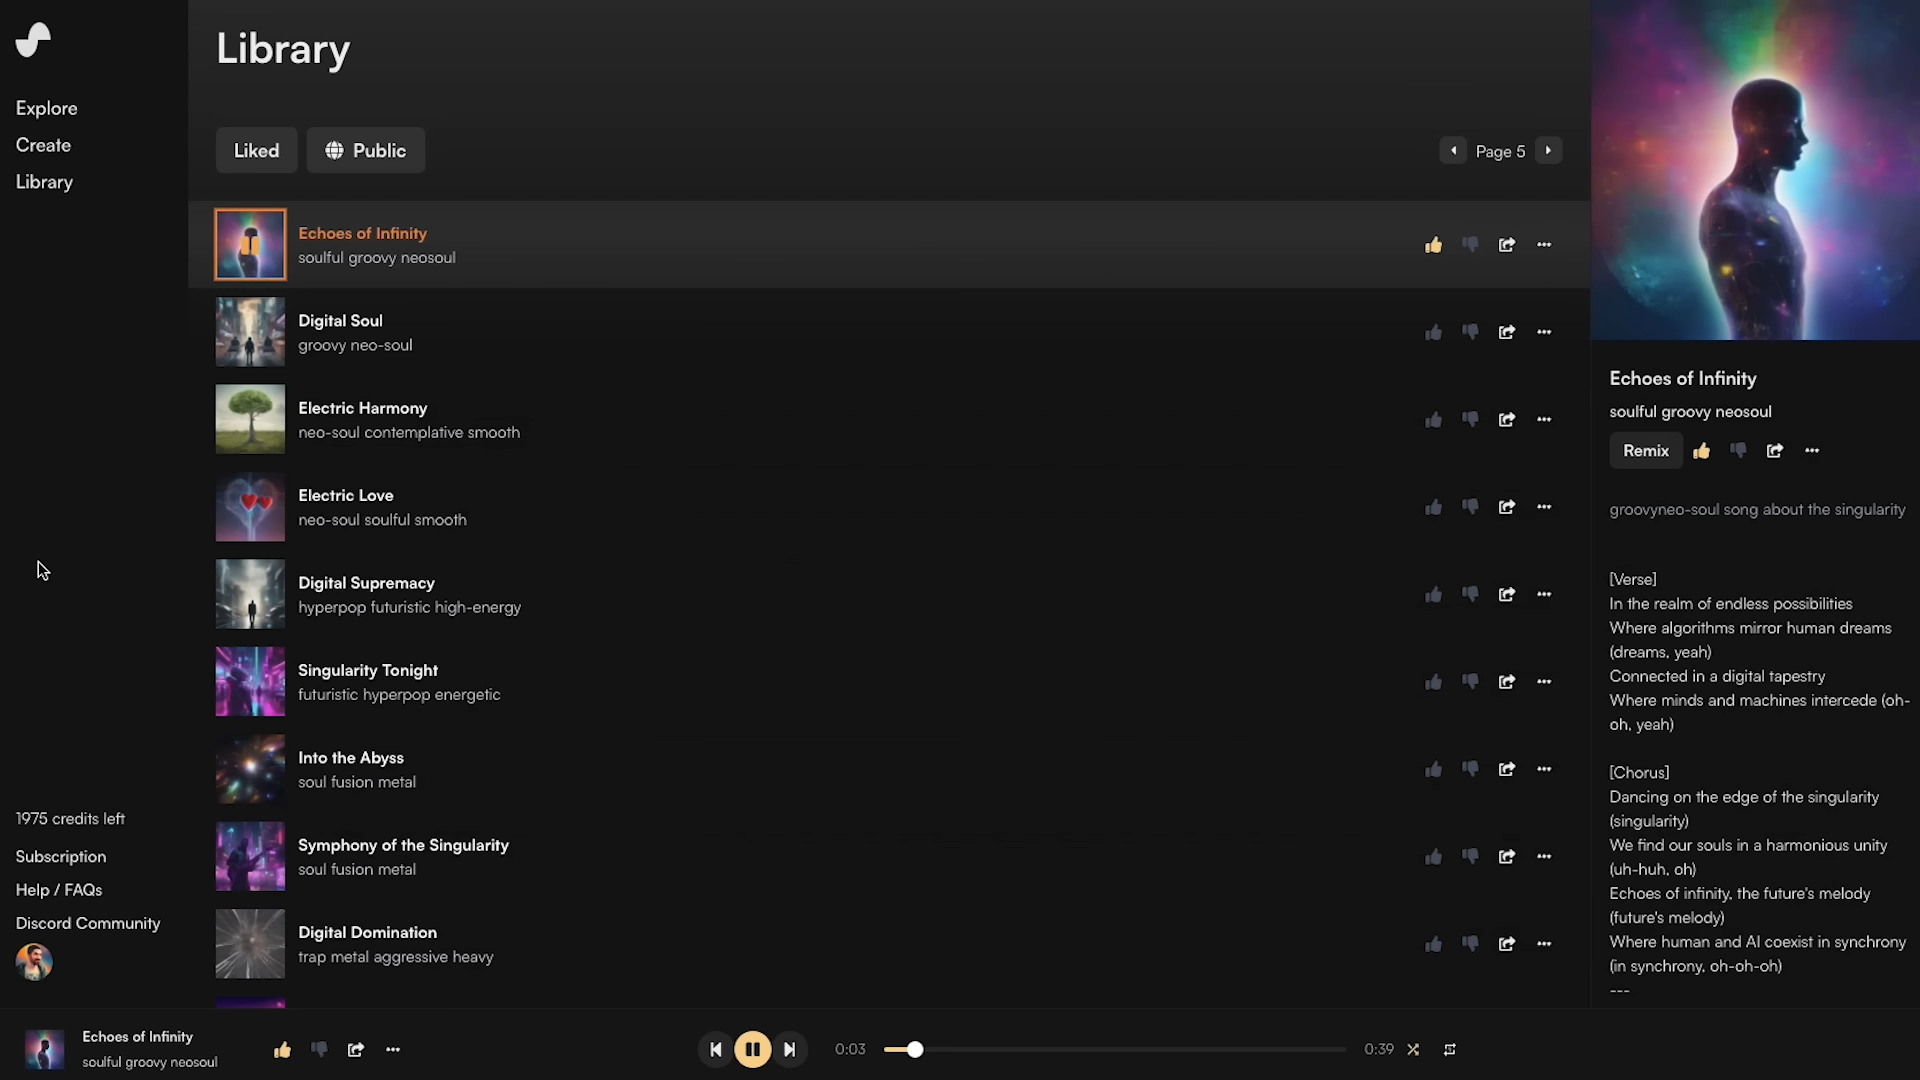 Library
Explore
Create
Library
Liked
Public
Page 5
Echoes of Infinity
soulful groovy neosoul
Digital Soul
groovy neo-soul
Electric Harmony
neo-soul contemplative smooth
Electric Love
neo-soul soulful smooth
Digital Supremacy
hyperpop futuristic high-energy
Singularity Tonight
futuristic hyperpop energetic
Into the Abyss
soul fusion metal
Symphony of the Singularity
soul fusion metal
Digital Domination
trap metal aggressive heavy
1975 credits left
Subscription
Help / FAQs
Discord Community
Echoes of Infinity
soulful groovy neosoul
Remix
groovyneo-soul song about the singularity
[Verse]
In the realm of endless possibilities
Where algorithms mirror human dreams
(dreams, yeah)
Connected in a digital tapestry
Where minds and machines intercede (oh-
oh, yeah)
[Chorus]
Dancing on the edge of the singularity
(singularity)
We find our souls in a harmonious unity
(uh-huh, oh)
Echoes of infinity, the future's melody
(future's melody)
Where human and AI coexist in synchrony
(in synchrony, oh-oh-oh)
---
Echoes of Infinity
soulful groovy neosoul
0:03
0:39